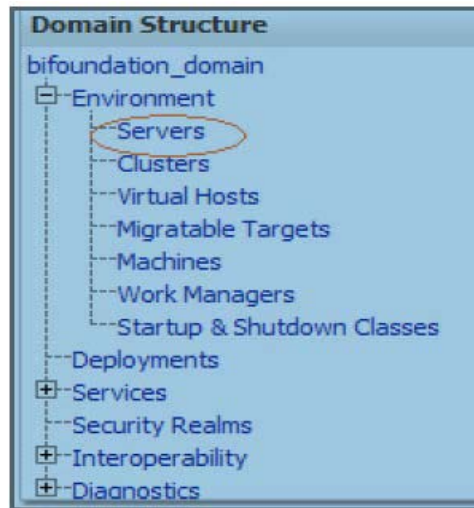 Domain Structure
bifoundation_domain
Environment
Servers
Clusters
Virtual Hosts
Migratable Targets
Machines
Work Managers
Startup & Shutdown Classes
Deployments
Services
Security Realms
Interoperability
Diagnostics